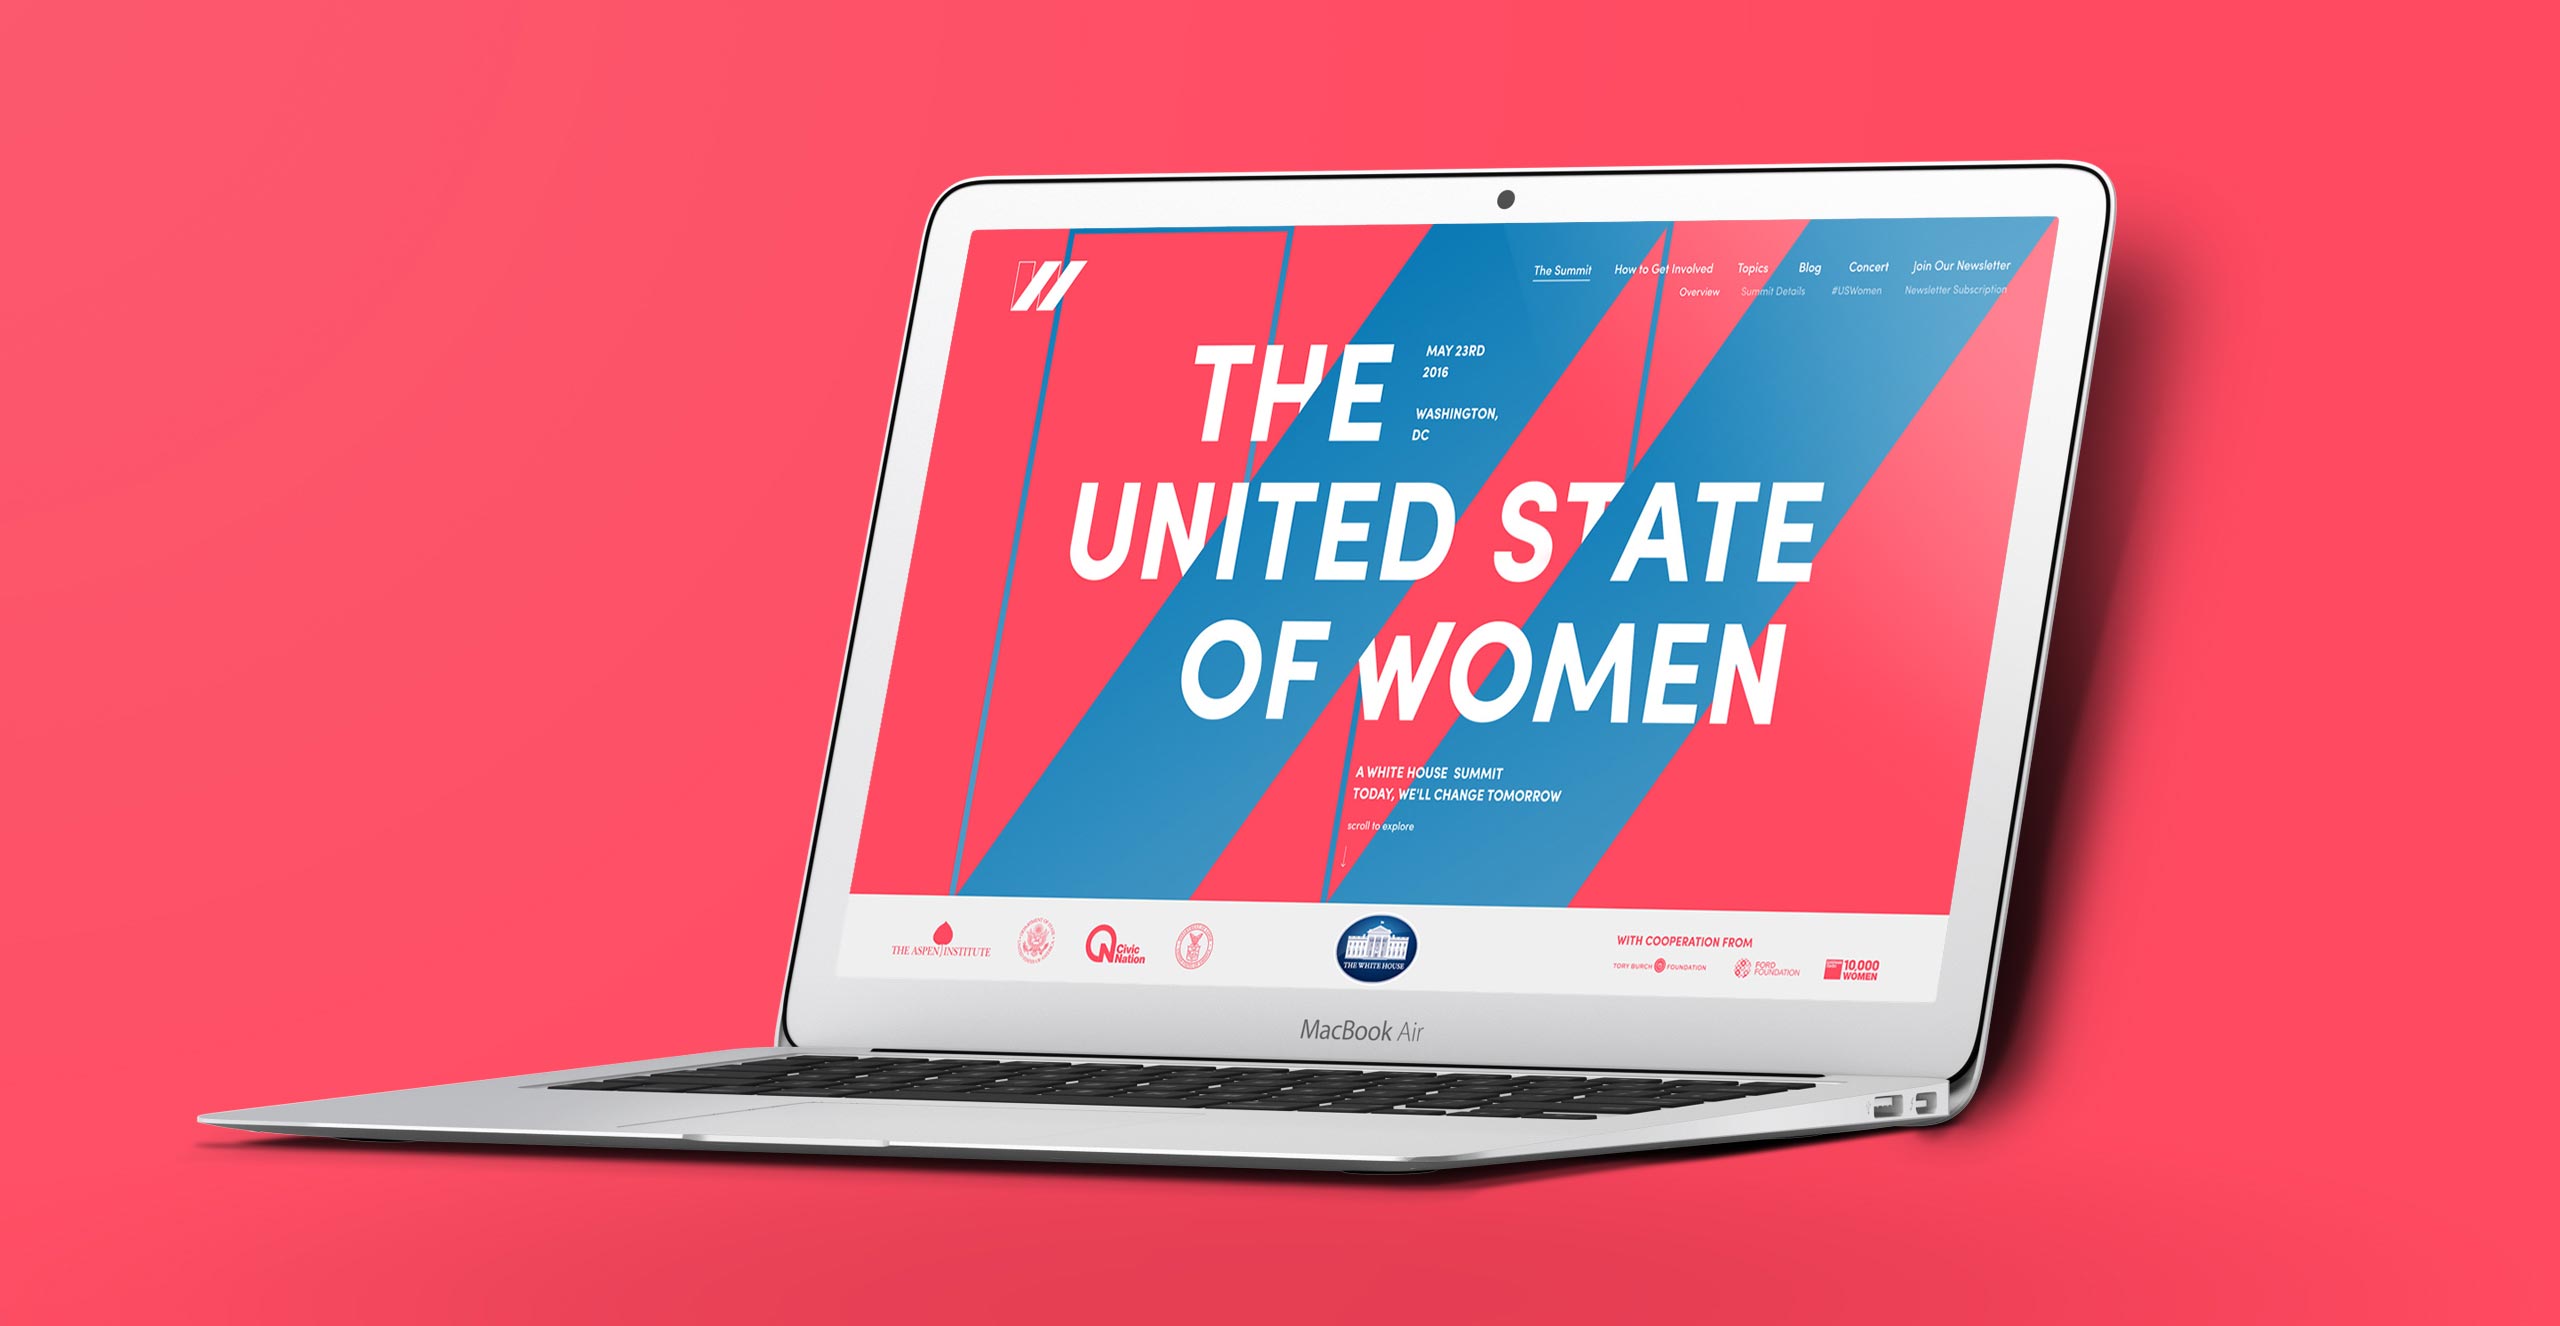 The Summit How to Get Involved Topics Blog Concert Join Our Newsletter
Overview Summit Details #USWomen Newsletter Subscription
THE
MAY 23RD
2016
WASHINGTON,
DC
UNITED STATE
OF WOMEN
A WHITE HOUSE SUMMIT
TODAY, WE'LL CHANGE TOMORROW
scroll to explore
THE ASPEN INSTITUTE
Civic
Nation
THE WHITE HOUSE
WITH COOPERATION FROM
TORY BURCH FOUNDATION
FORD
FOUNDATION
10,000
WOMEN
MacBook Air